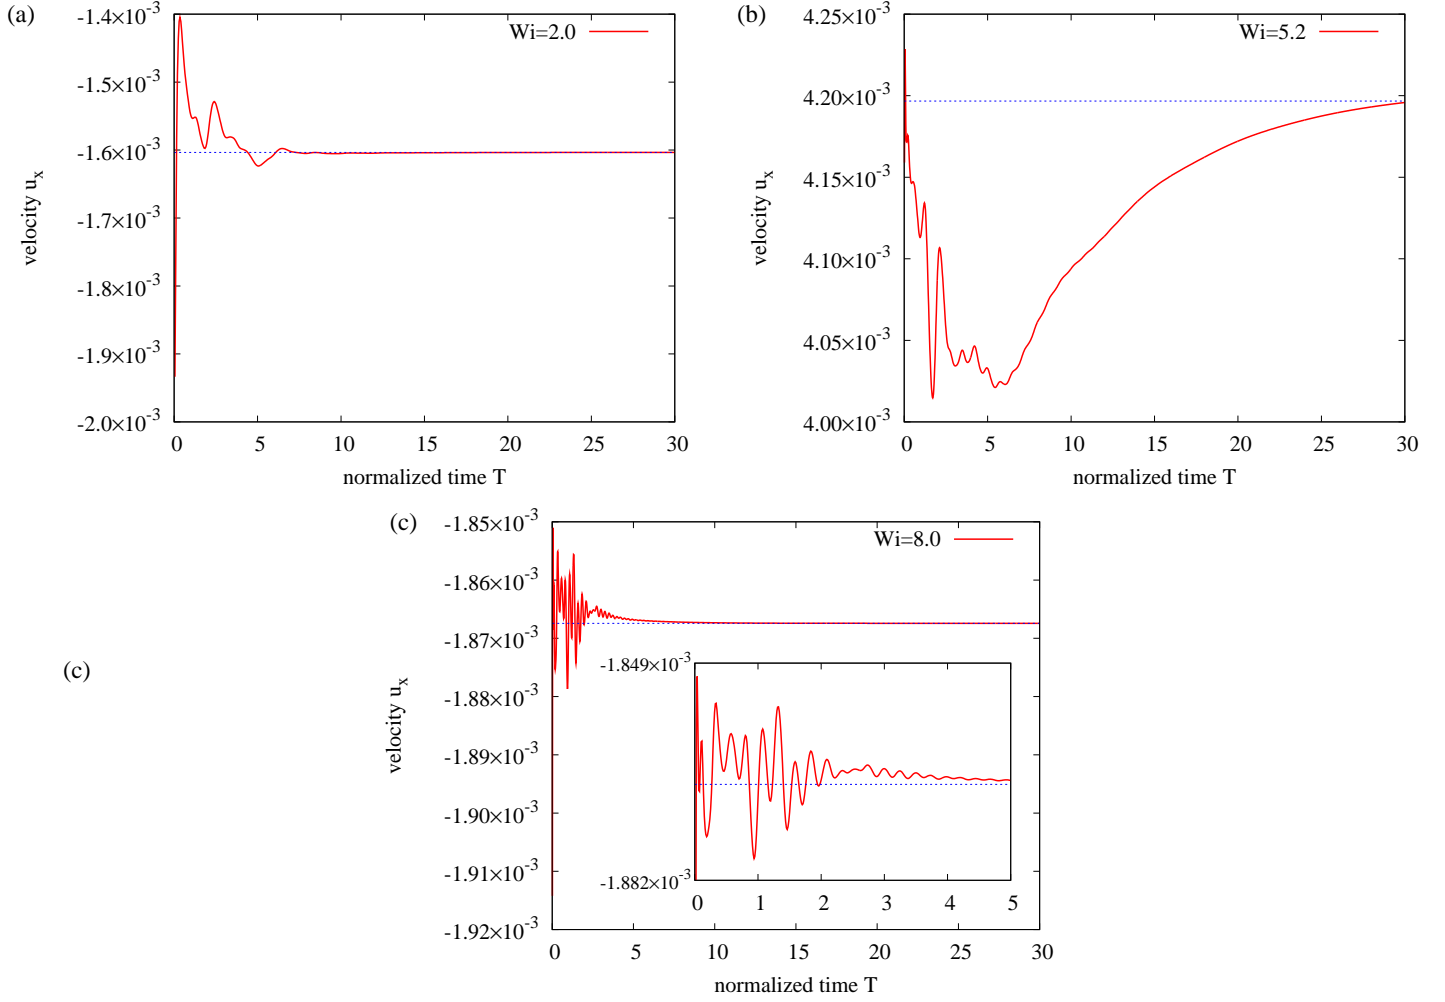 (a)
-1.4×10⁻³
-1.5×10⁻³
-1.6×10⁻³
-1.7×10⁻³
-1.8×10⁻³
-1.9×10⁻³
-2.0×10⁻³
velocity uₓ
Wi=2.0
0 5 10 15 20 25 30
normalized time T
(b)
4.25×10⁻³
4.20×10⁻³
4.15×10⁻³
4.10×10⁻³
4.05×10⁻³
4.00×10⁻³
velocity uₓ
Wi=5.2
0 5 10 15 20 25 30
normalized time T
(c)
(c)
-1.85×10⁻³
-1.86×10⁻³
-1.87×10⁻³
-1.88×10⁻³
-1.89×10⁻³
-1.90×10⁻³
-1.91×10⁻³
-1.92×10⁻³
velocity uₓ
Wi=8.0
-1.849×10⁻³
-1.882×10⁻³
0 1 2 3 4 5
0 5 10 15 20 25 30
normalized time T